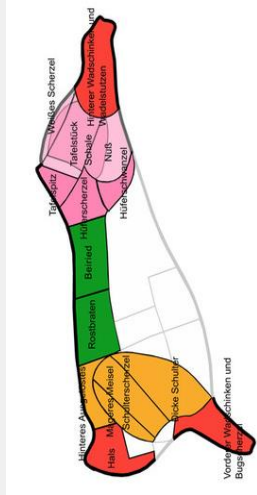 Hinterer Wadschinken und
Wadelstutzen
Weißes Scherzel
Tafelstück
Schale
Nuß
Tafelspitz
Hüferscherzel
Hüferschwanzel
Beiried
Rostbraten
Hinteres Ausgelöstes
Mageres Meisel
Schulterscherzel
Dicke Schulter
Hals
Vorderer Wadschinken und
Bugscherzel